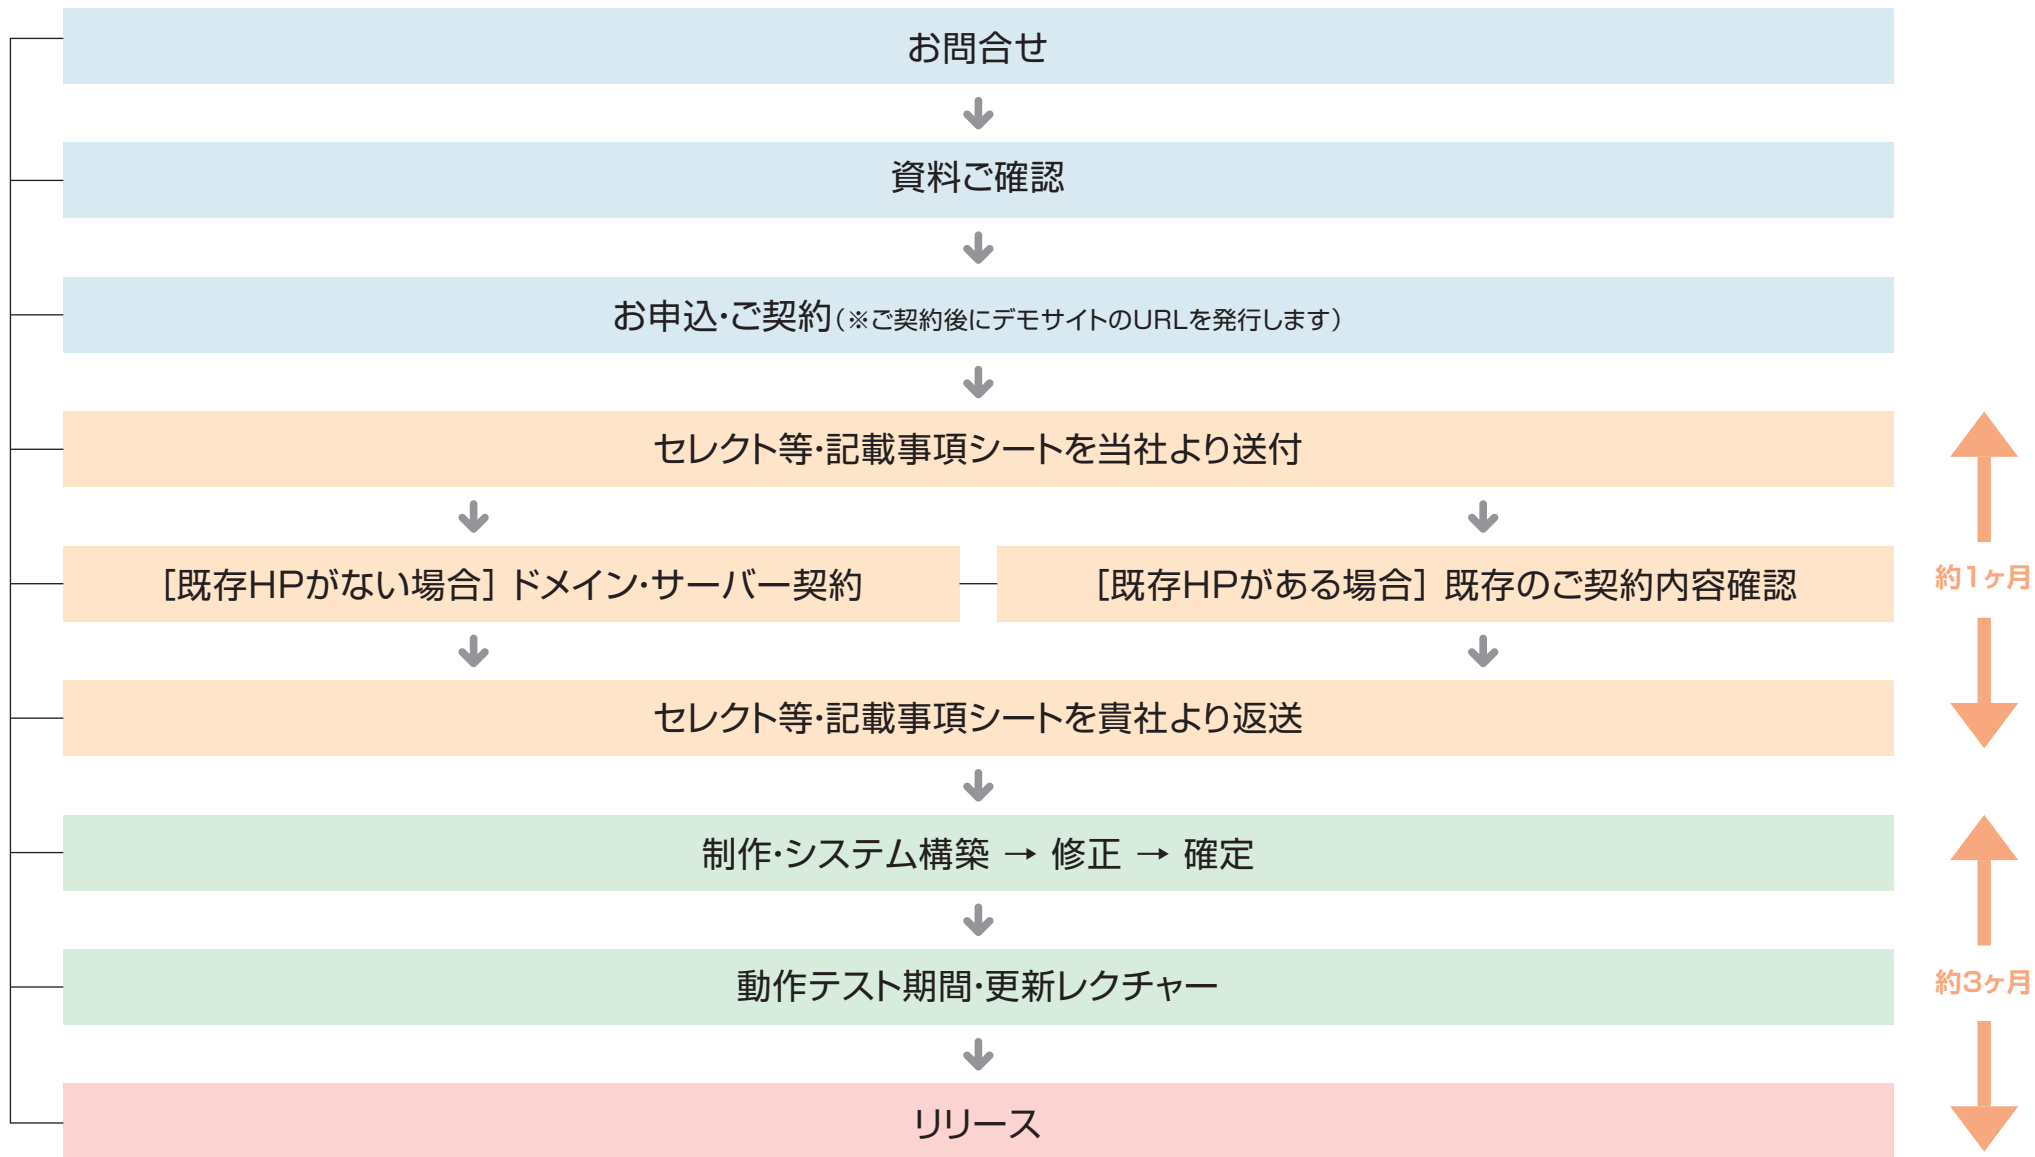 お問合せ
資料ご確認
お申込・ご契約（※ご契約後にデモサイトのURLを発行します）
セレクト等・記載事項シートを当社より送付
［既存HPがない場合］ドメイン・サーバー契約
［既存HPがある場合］既存のご契約内容確認
約1ヶ月
セレクト等・記載事項シートを貴社より返送
制作・システム構築 → 修正 → 確定
動作テスト期間・更新レクチャー
約3ヶ月
リリース